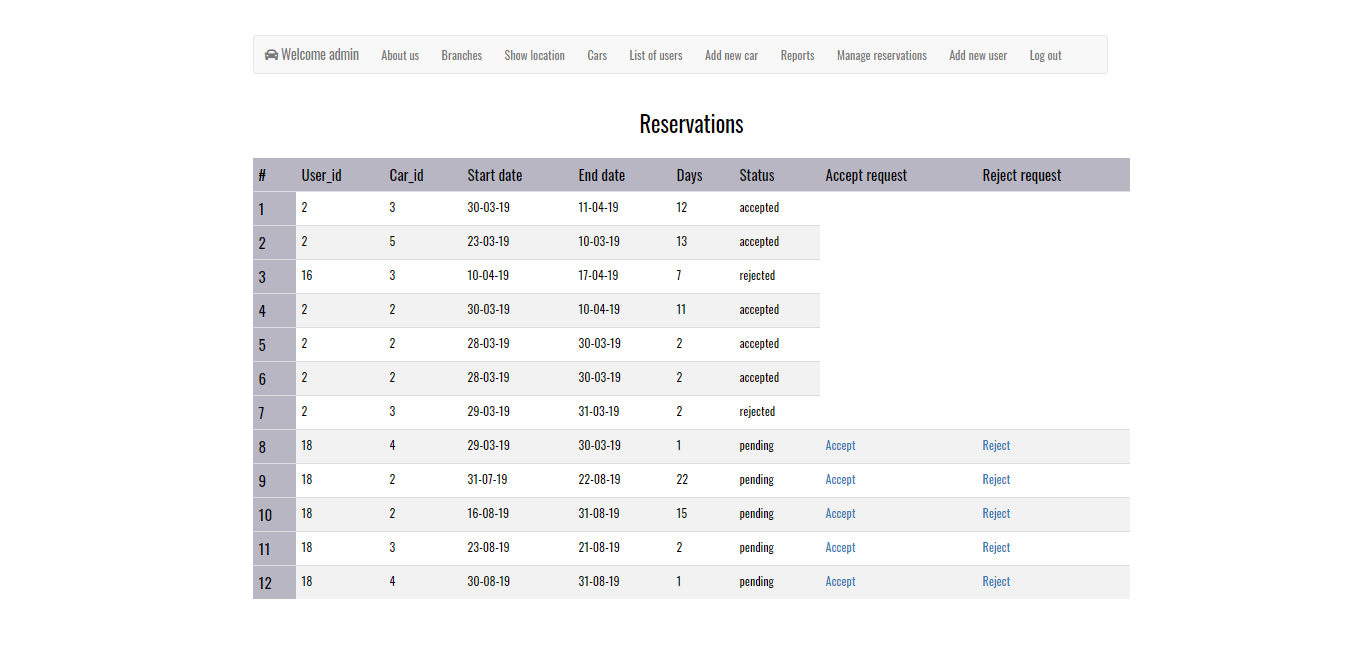 Welcome admin About us Branches Show location Cars List of users Add new car Reports Manage reservations Add new user Log out
Reservations
# User_id Car_id Start date End date Days Status Accept request Reject request
1 2 3 30-03-19 11-04-19 12 accepted
2 2 5 23-03-19 10-03-19 13 accepted
3 16 3 10-04-19 17-04-19 7 rejected
4 2 2 30-03-19 10-04-19 11 accepted
5 2 2 28-03-19 30-03-19 2 accepted
6 2 2 28-03-19 30-03-19 2 accepted
7 2 3 29-03-19 31-03-19 2 rejected
8 18 4 29-03-19 30-03-19 1 pending Accept Reject
9 18 2 31-07-19 22-08-19 22 pending Accept Reject
10 18 2 16-08-19 31-08-19 15 pending Accept Reject
11 18 3 23-08-19 21-08-19 2 pending Accept Reject
12 18 4 30-08-19 31-08-19 1 pending Accept Reject